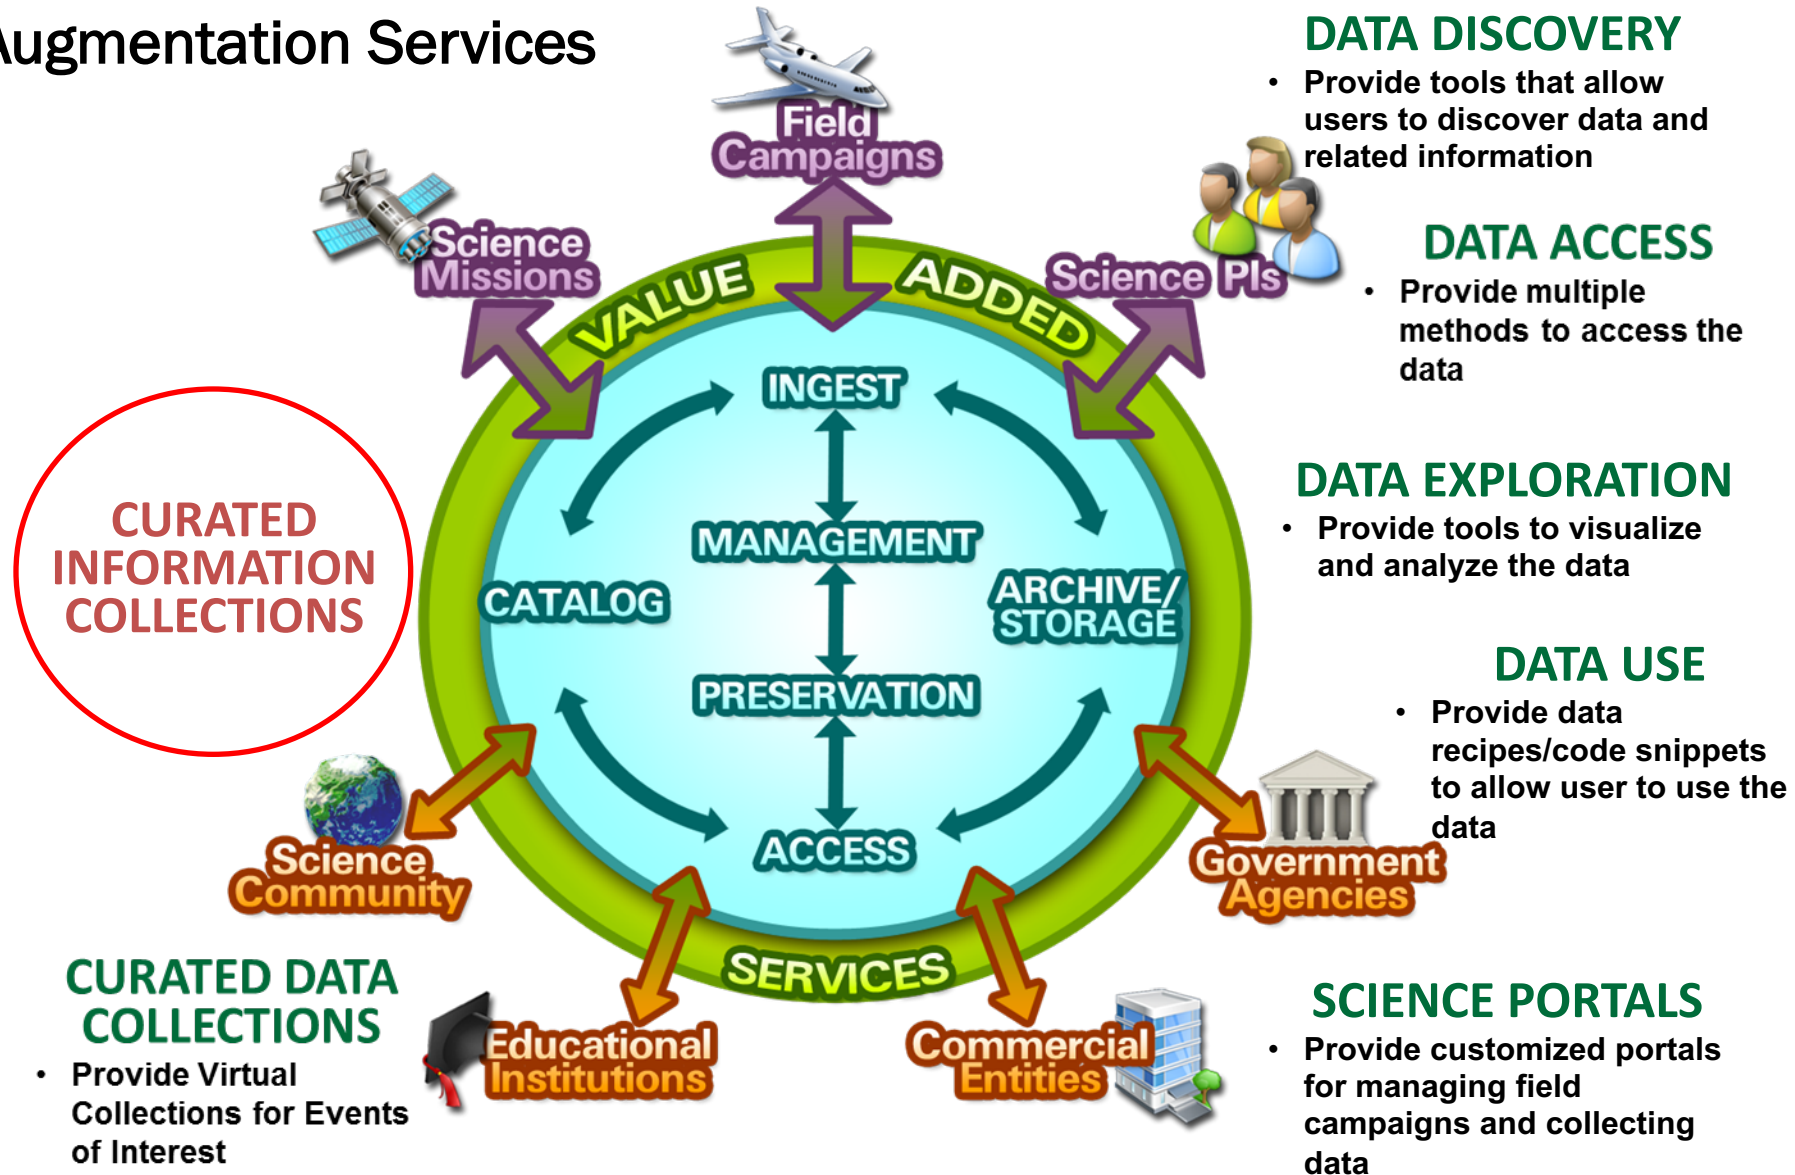 Augmentation Services
DATA DISCOVERY
• Provide tools that allow
users to discover data and
related information
DATA ACCESS
• Provide multiple
methods to access the
data
DATA EXPLORATION
• Provide tools to visualize
and analyze the data
DATA USE
• Provide data
recipes/code snippets
to allow user to use the
data
SCIENCE PORTALS
• Provide customized portals
for managing field
campaigns and collecting
data
CURATED
INFORMATION
COLLECTIONS
CURATED DATA
COLLECTIONS
• Provide Virtual
Collections for Events
of Interest
Field
Campaigns
Science
Missions
Science PIs
VALUE
ADDED
SERVICES
INGEST
MANAGEMENT
CATALOG
ARCHIVE/
STORAGE
PRESERVATION
ACCESS
Science
Community
Government
Agencies
Educational
Institutions
Commercial
Entities